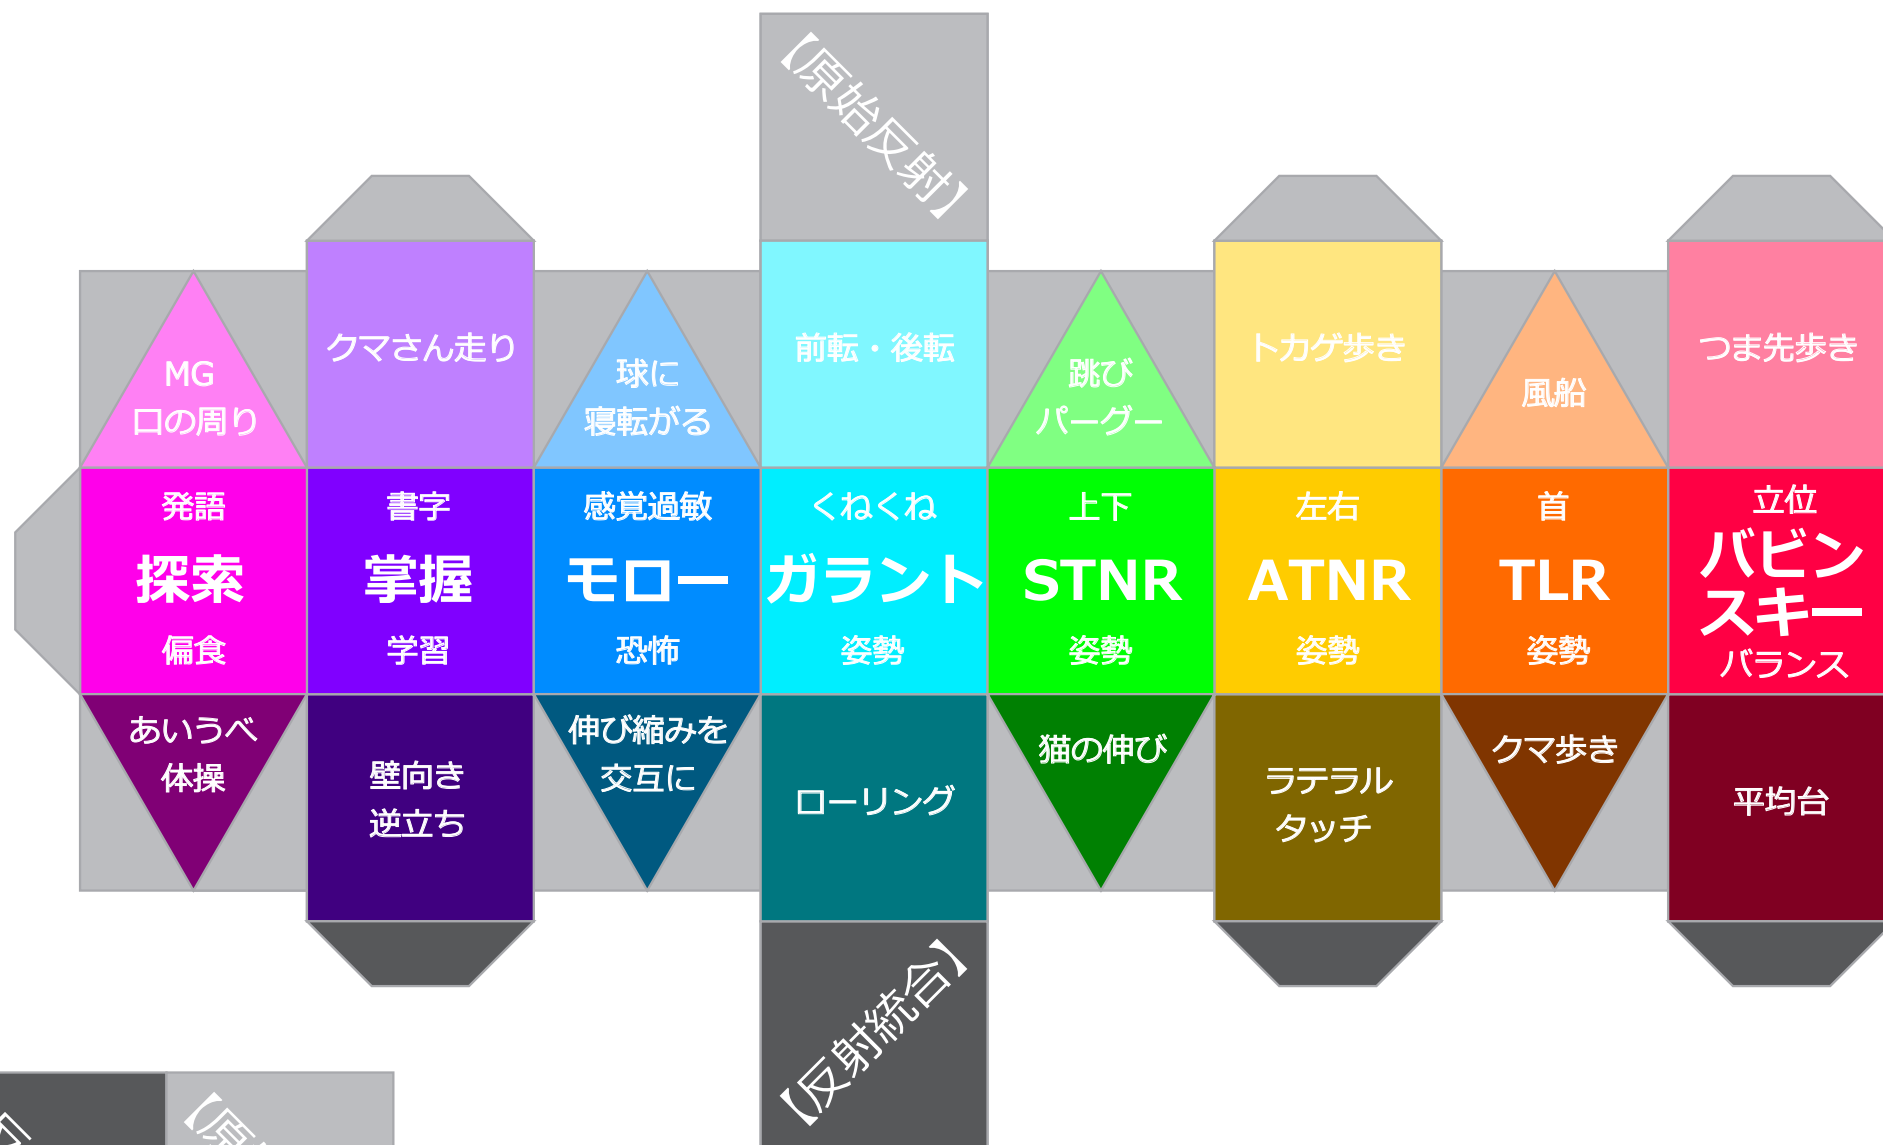 【原始反射】
MG
口の周り
クマさん走り
球に
寝転がる
前転・後転
跳び
パーグー
トカゲ歩き
風船
つま先歩き
発語
探索
偏食
書字
掌握
学習
感覚過敏
モロー
恐怖
くねくね
ガラント
姿勢
上下
STNR
姿勢
左右
ATNR
姿勢
首
TLR
姿勢
立位
バビン
スキー
バランス
あいうべ
体操
壁向き
逆立ち
伸び縮みを
交互に
ローリング
猫の伸び
ラテラル
タッチ
クマ歩き
平均台
【反射統合】
【原